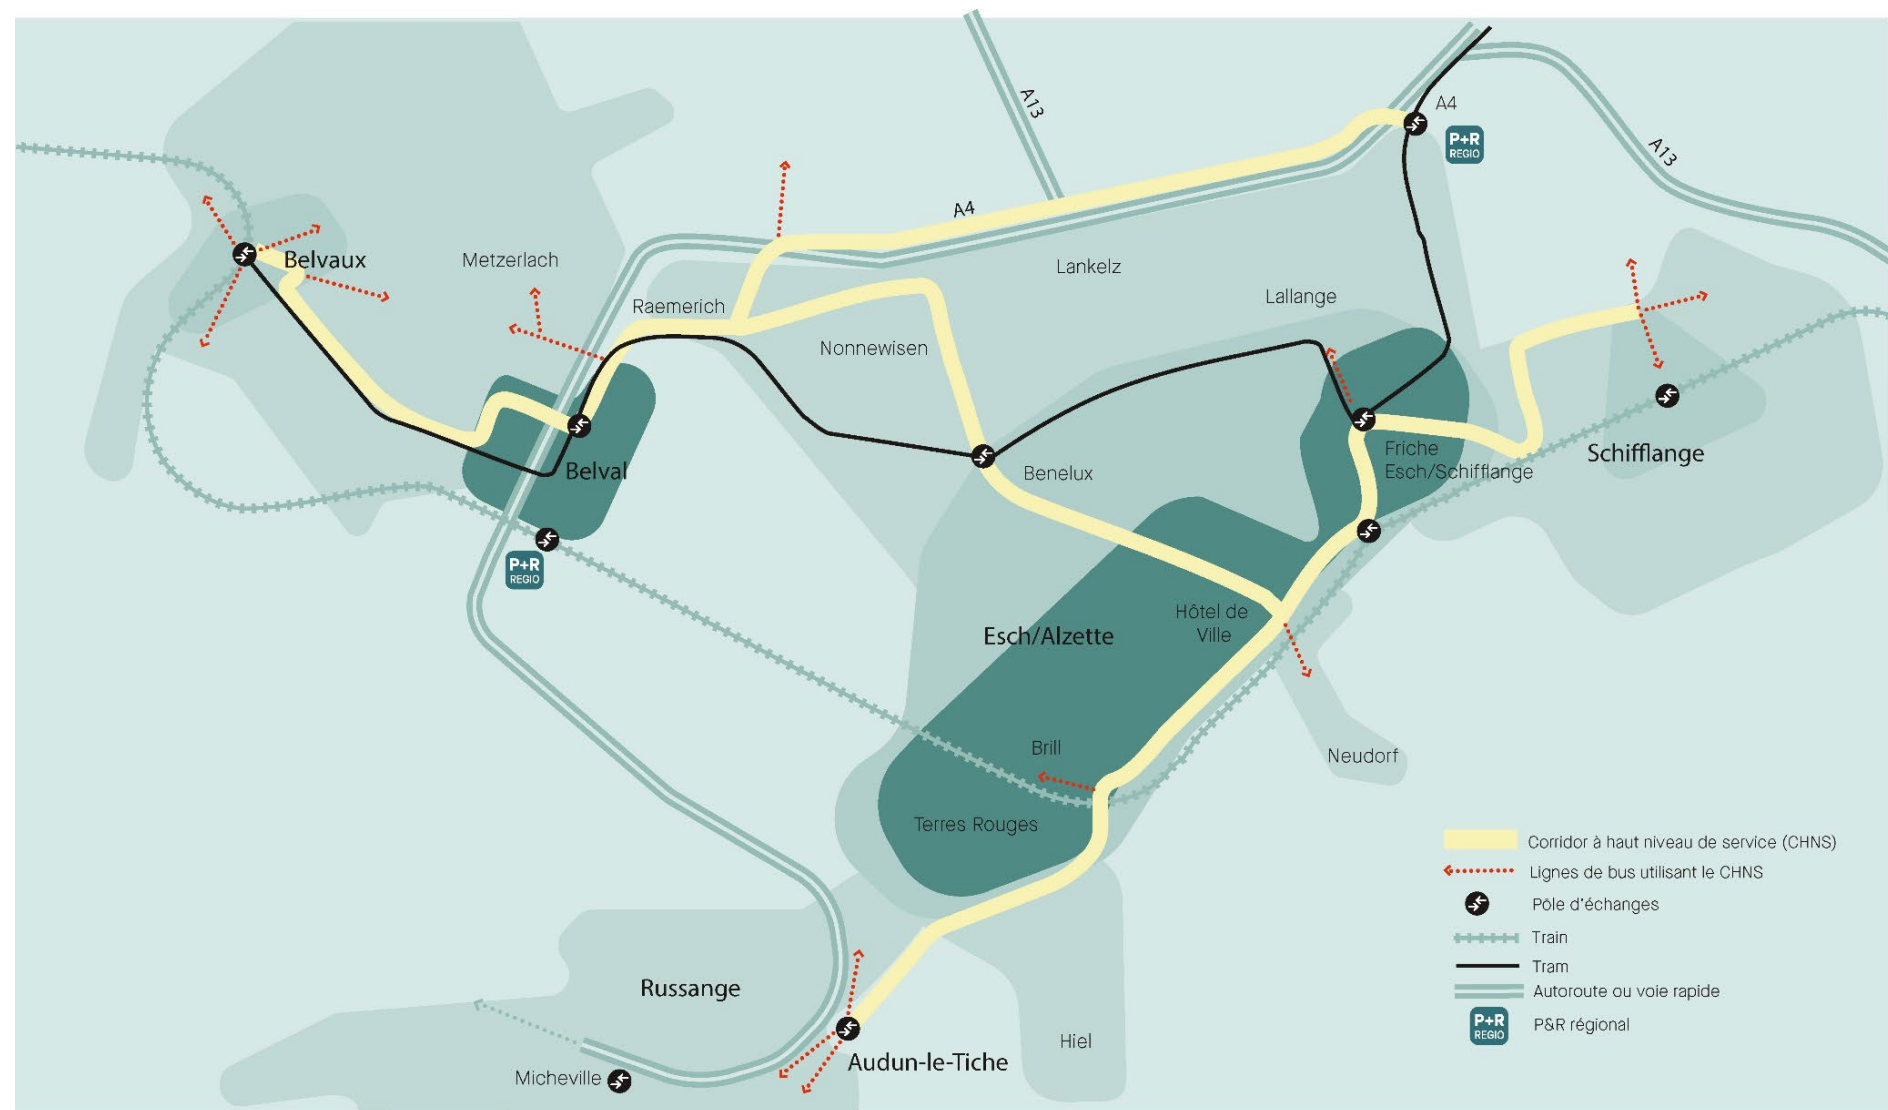 A13
A4
P+R
REGIO
A13
A4
Belvaux
Metzerlach
Lankelz
Raemerich
Lallange
Nonnewisen
Friche
Esch/Schifflange
Schifflange
Belval
Benelux
P+R
REGIO
Hôtel de
Ville
Esch/Alzette
Brill
Neudorf
Terres Rouges
Russange
Hiel
Audun-le-Tiche
Micheville
Corridor à haut niveau de service (CHNS)
Lignes de bus utilisant le CHNS
Pôle d'échanges
Train
Tram
Autoroute ou voie rapide
P+R
REGIO
P&R régional